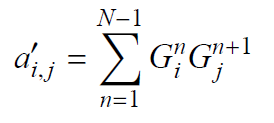 a′_{i,j} = \sum_{n=1}^{N-1} G_i^n G_j^{n+1}